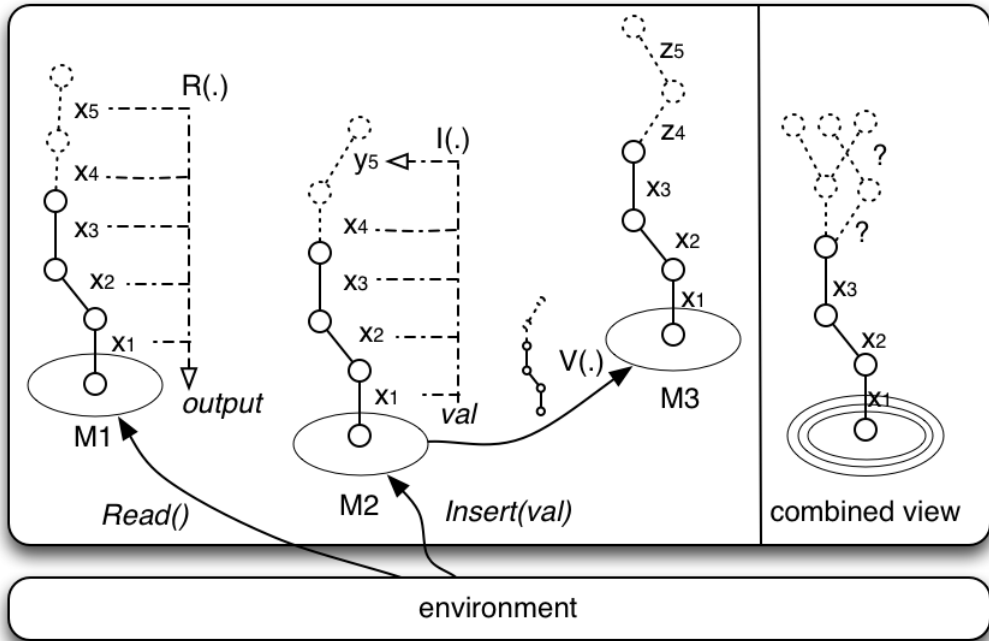 R(.)
x5
x4
x3
x2
x1
output
M1
Read()
I(.)
y5
x4
x3
x2
x1
val
M2
Insert(val)
V(.)
z5
z4
x3
x2
x1
M3
?
?
x3
x2
x1
combined view
environment